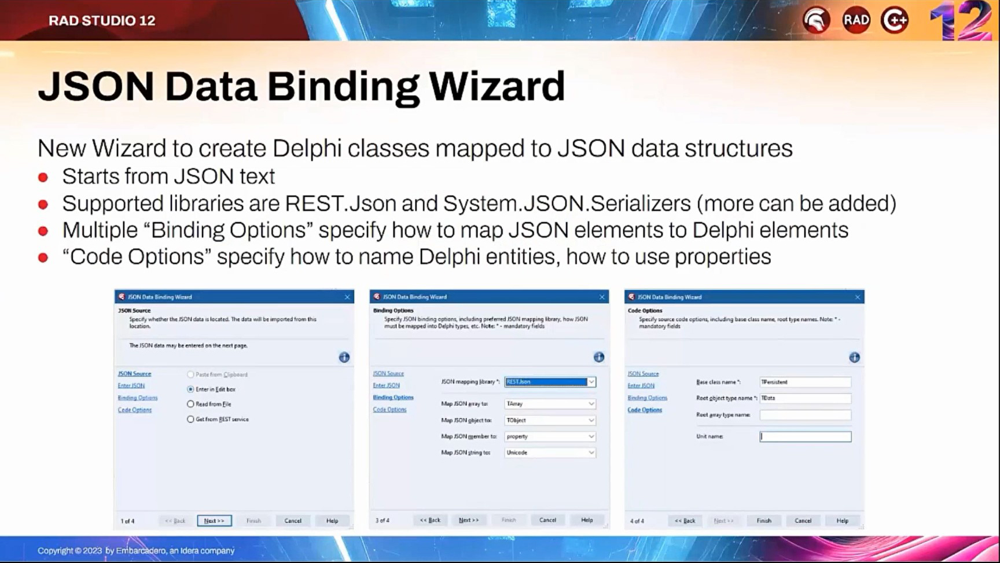 RAD STUDIO 12
RAD
C++
12
JSON Data Binding Wizard
New Wizard to create Delphi classes mapped to JSON data structures
Starts from JSON text
Supported libraries are REST.Json and System.JSON.Serializers (more can be added)
Multiple “Binding Options” specify how to map JSON elements to Delphi elements
“Code Options” specify how to name Delphi entities, how to use properties
JSON Data Binding Wizard
JSON Source
Specify whether the JSON data is located. The data will be imported from this
location.
The JSON data may be entered on the next page.
JSON Source
Enter JSON
Binding Options
Code Options
Paste from Clipboard
Enter in Edit box
Read from File
Get from REST service
1 of 4
<< Back
Next >>
Finish
Cancel
Help
JSON Data Binding Wizard
Binding Options
Specify JSON binding options, including preferred JSON mapping library, how JSON
must be mapped into Delphi types, etc. Note: * - mandatory fields
JSON Source
Enter JSON
Binding Options
Code Options
JSON mapping library *: REST.Json
Map JSON array to: TArray
Map JSON object to: TObject
Map JSON member to: property
Map JSON string to: Unicode
3 of 4
<< Back
Next >>
Finish
Cancel
Help
JSON Data Binding Wizard
Code Options
Specify source code options, including base class name, root type names. Note: * -
mandatory fields
JSON Source
Enter JSON
Binding Options
Code Options
Base class name *: TPersistent
Root object type name *: TData
Root array type name:
Unit name:
4 of 4
<< Back
Next >>
Finish
Cancel
Help
Copyright © 2023 by Embarcadero, an Idera company